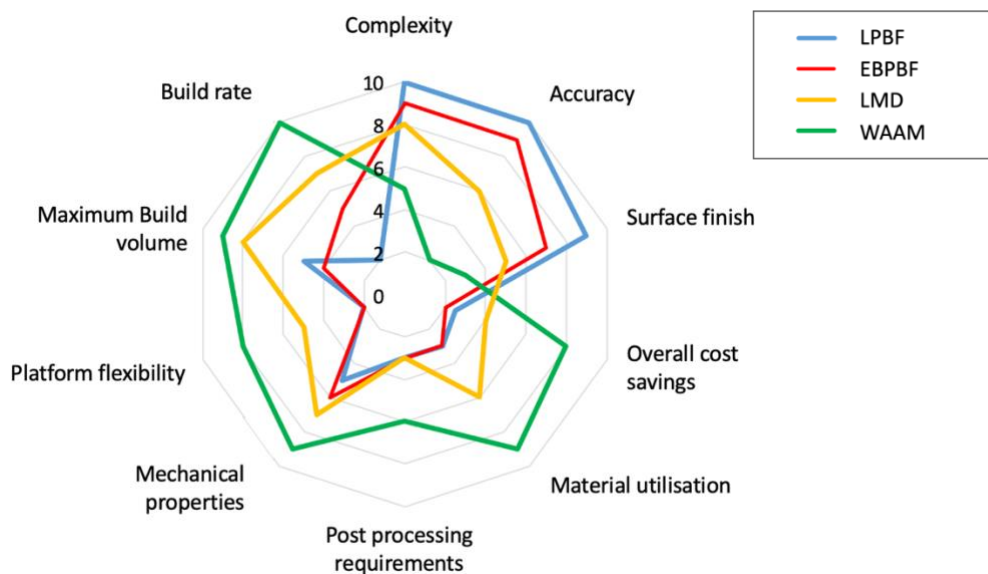 Complexity
LPBF
EBPBF
LMD
WAAM
Build rate
10
Accuracy
8
6
Maximum Build
volume
4
Surface finish
2
0
Platform flexibility
Overall cost
savings
Mechanical
properties
Material utilisation
Post processing
requirements